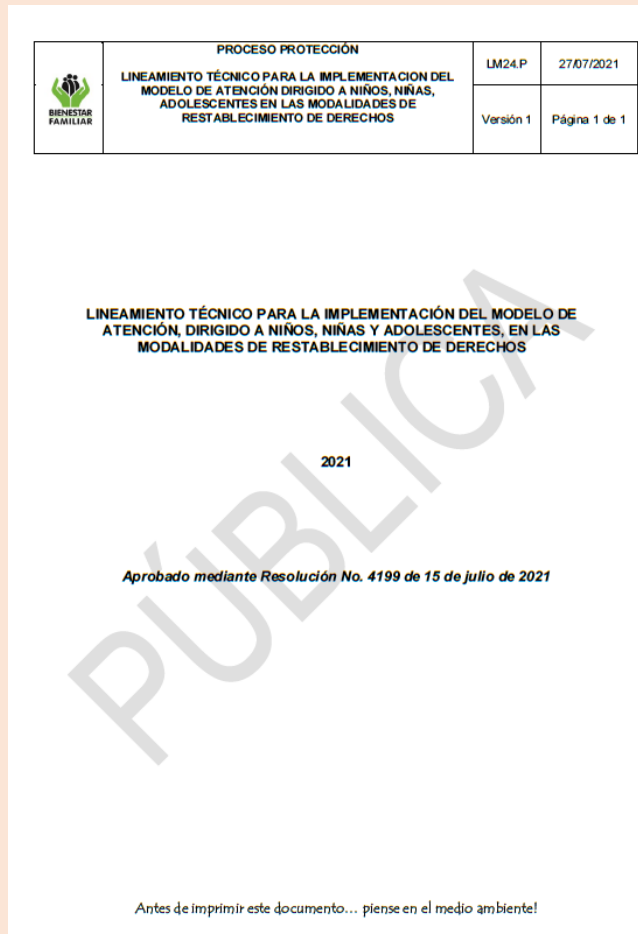 PROCESO PROTECCIÓN
LINEAMIENTO TÉCNICO PARA LA IMPLEMENTACION DEL
MODELO DE ATENCIÓN DIRIGIDO A NIÑOS, NIÑAS,
ADOLESCENTES EN LAS MODALIDADES DE
RESTABLECIMIENTO DE DERECHOS
BIENESTAR
FAMILIAR
LM24.P
27/07/2021
Versión 1
Página 1 de 1
LINEAMIENTO TÉCNICO PARA LA IMPLEMENTACIÓN DEL MODELO DE
ATENCIÓN, DIRIGIDO A NIÑOS, NIÑAS Y ADOLESCENTES, EN LAS
MODALIDADES DE RESTABLECIMIENTO DE DERECHOS
2021
Aprobado mediante Resolución No. 4199 de 15 de julio de 2021
PÚBLICA
Antes de imprimir este documento... piense en el medio ambiente!